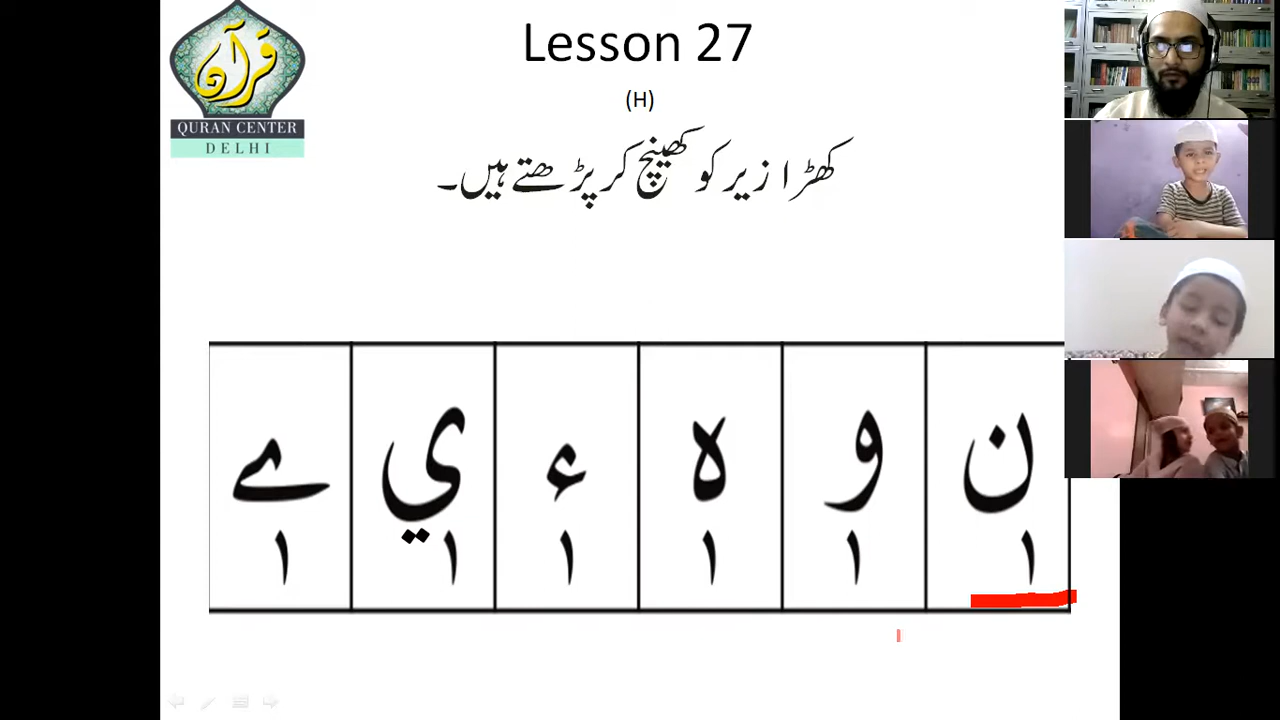 قرآن
QURAN CENTER
DELHI
Lesson 27
(H)
کھڑا زیر کو کھینچ کر پڑھتے ہیں۔
نٖ وٖ ہٖ ءٖ يٖ ےٖ